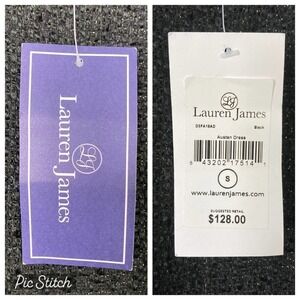 LJ
Lauren James
Pic Stitch
LJ
Lauren James
DSFA18AD Black
Austen Dress
43202 17514
S
www.laurenjames.com
SUGGESTED RETAIL
$128.00